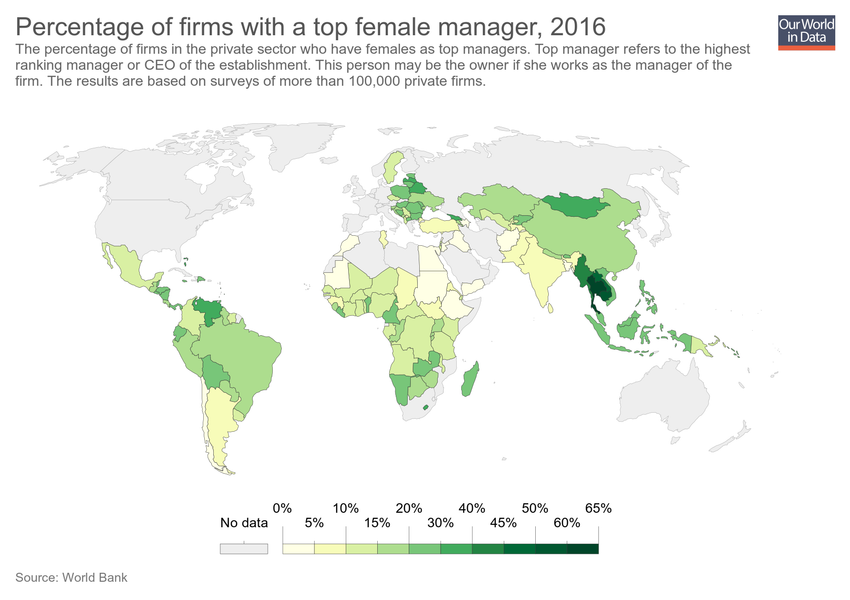 Percentage of firms with a top female manager, 2016
Our World
in Data
The percentage of firms in the private sector who have females as top managers. Top manager refers to the highest
ranking manager or CEO of the establishment. This person may be the owner if she works as the manager of the
firm. The results are based on surveys of more than 100,000 private firms.
0% 10% 20% 40% 50% 65%
No data 5% 15% 30% 45% 60%
Source: World Bank